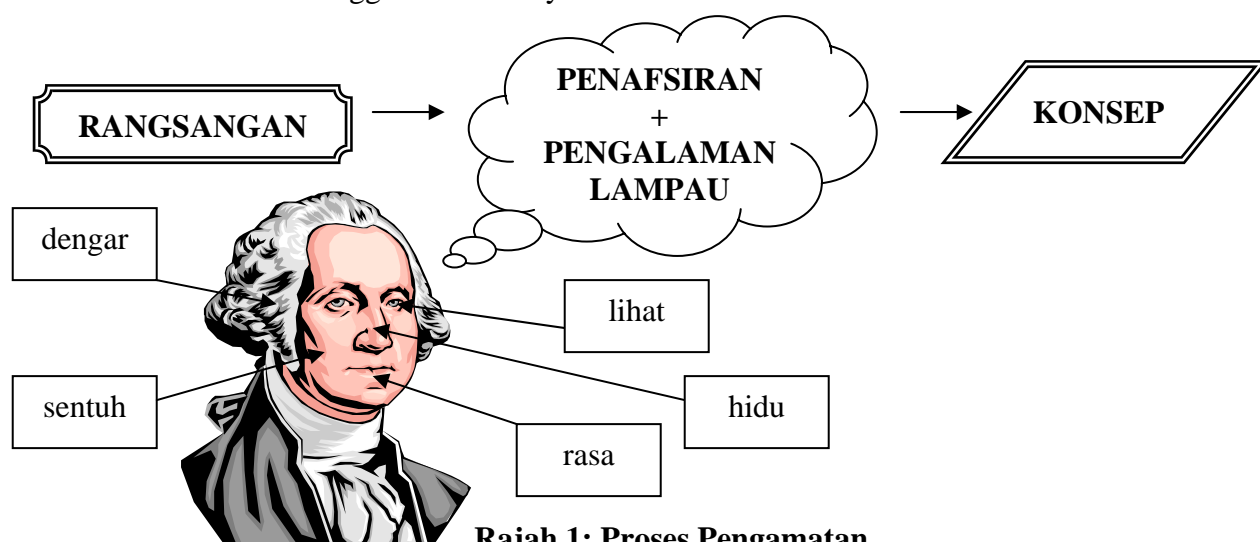 PENAFSIRAN
+
PENGALAMAN
LAMPAU
RANGSANGAN
KONSEP
dengar
lihat
sentuh
hidu
rasa
Rajah 1: Proses Pengamatan